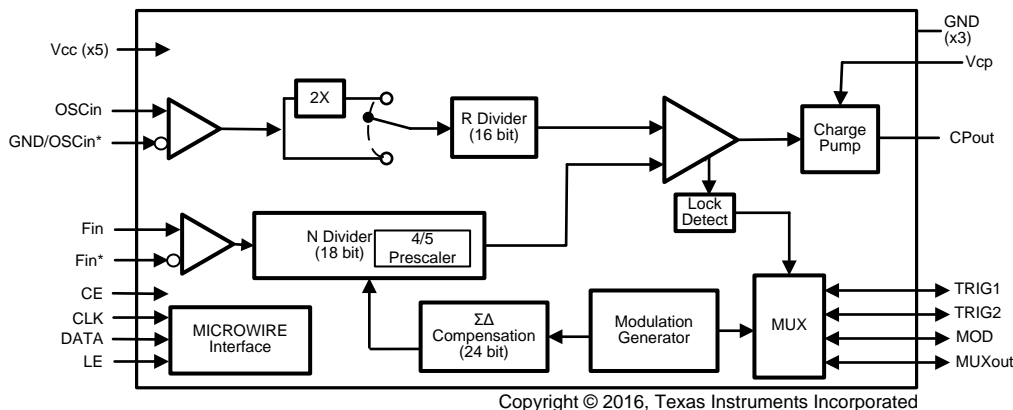 GND
(x3)
Vcc (x5)
Vcp
OSCin
GND/OSCin*
2X
R Divider
(16 bit)
Charge
Pump
CPout
Lock
Detect
Fin
Fin*
N Divider
(18 bit)
4/5
Prescaler
CE
CLK
DATA
LE
MICROWIRE
Interface
ΣΔ
Compensation
(24 bit)
Modulation
Generator
MUX
TRIG1
TRIG2
MOD
MUXout
Copyright © 2016, Texas Instruments Incorporated